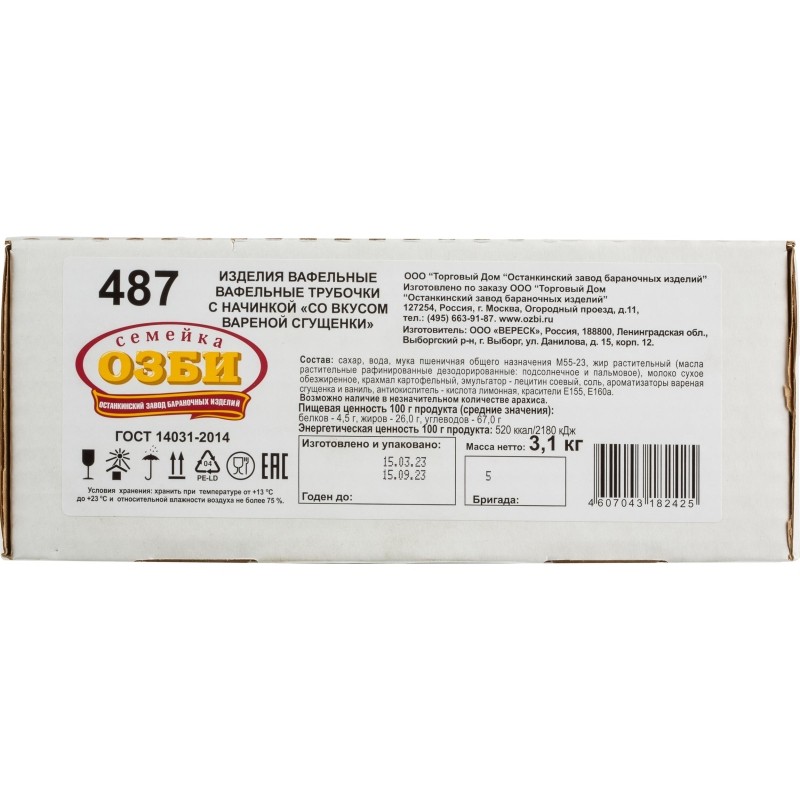 487
ИЗДЕЛИЯ ВАФЕЛЬНЫЕ
ВАФЕЛЬНЫЕ ТРУБОЧКИ
С НАЧИНКОЙ «СО ВКУСОМ
ВАРЕНОЙ СГУЩЕНКИ»
ООО "Торговый Дом "Останкинский завод бараночных изделий"
Изготовлено по заказу ООО "Торговый Дом
"Останкинский завод бараночных изделий"
127254, Россия, г. Москва, Огородный проезд, д.11,
тел.: (495) 663-91-87. www.ozbi.ru
Изготовитель: ООО «ВЕРЕСК», Россия, 188800, Ленинградская обл.,
Выборгский р-н, г. Выборг, ул. Данилова, д. 15, корп. 12.
СЕМЕЙКА
ОЗБИ
ОСТАНКИНСКИЙ ЗАВОД БАРАНОЧНЫХ ИЗДЕЛИЙ
ГОСТ 14031-2014
04
PE-LD
EAC
Условия хранения: хранить при температуре от +13 °С
до +23 °С и относительной влажности воздуха не более 75 %.
Состав: сахар, вода, мука пшеничная общего назначения М55-23, жир растительный (масла
растительные рафинированные дезодорированные: подсолнечное и пальмовое), молоко сухое
обезжиренное, крахмал картофельный, эмульгатор - лецитин соевый, соль, ароматизаторы вареная
сгущенка и ваниль, антиокислитель - кислота лимонная, красители Е155, Е160а.
Возможно наличие в незначительном количестве арахиса.
Пищевая ценность 100 г продукта (средние значения):
белков - 4,5 г, жиров - 26,0 г, углеводов - 67,0 г
Энергетическая ценность 100 г продукта: 520 ккал/2180 кДж
Изготовлено и упаковано:
15.03.23
15.09.23
Годен до:
Масса нетто: 3,1 кг
5
Бригада:
4 607043 182425